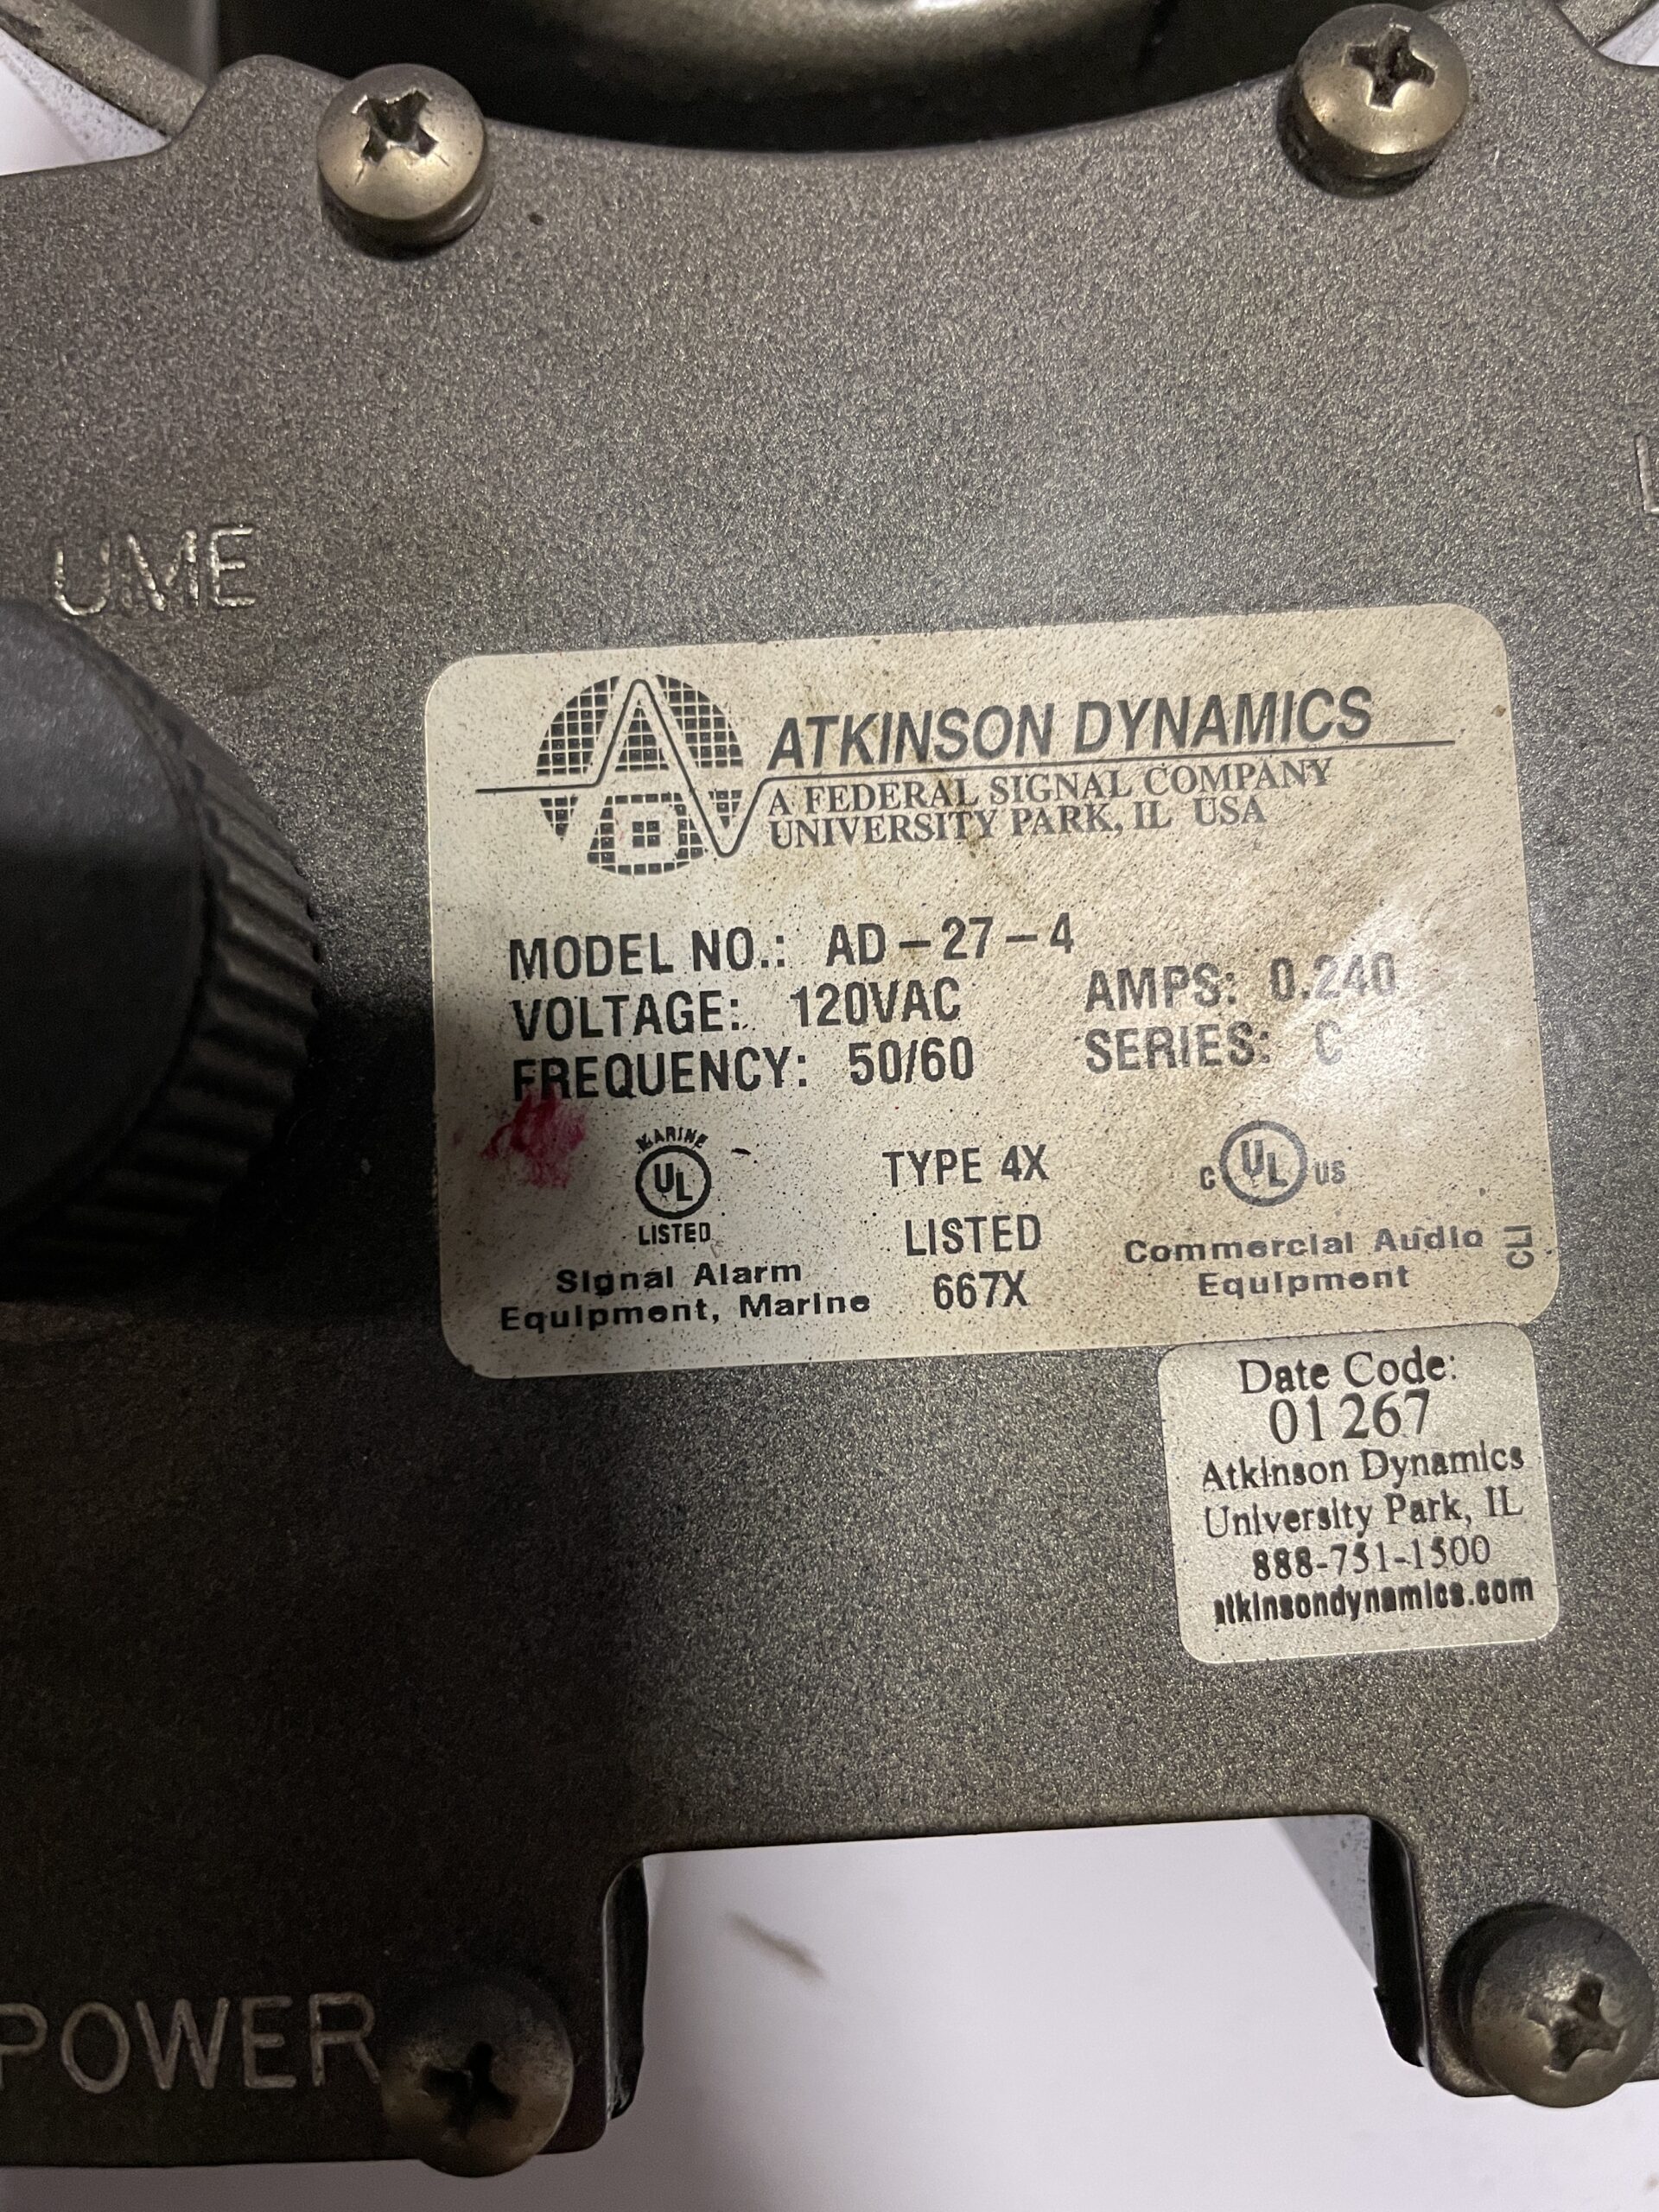 UME
L
ATKINSON DYNAMICS
A FEDERAL SIGNAL COMPANY
UNIVERSITY PARK, IL USA
MODEL NO.: AD-27-4
VOLTAGE: 120VAC AMPS: 0.240
FREQUENCY: 50/60 SERIES: C
MARINE
UL
LISTED
Signal Alarm
Equipment, Marine
TYPE 4X
LISTED
667X
C UL US
Commercial Audio
Equipment
CLI
Date Code:
01267
Atkinson Dynamics
University Park, IL
888-751-1500
atkinsondynamics.com
POWER